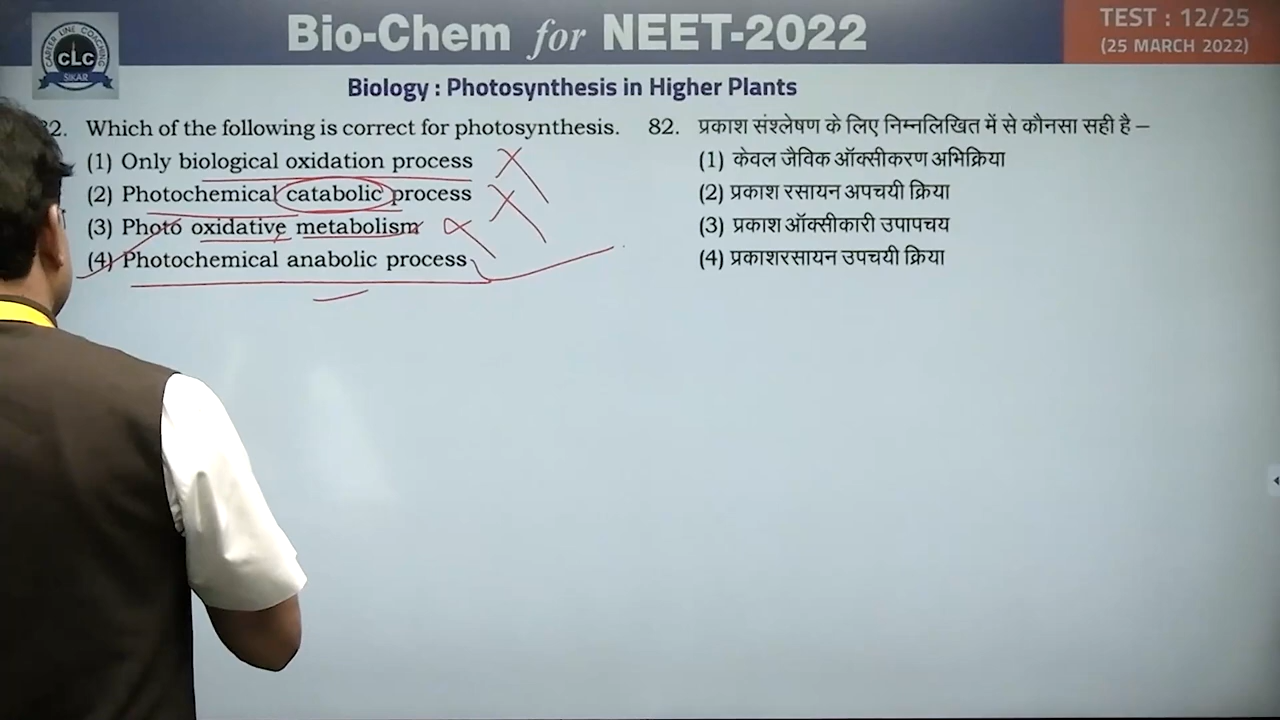 CAREER LINE COACHING
CLC
SIKAR
Bio-Chem for NEET-2022
TEST : 12/25
(25 MARCH 2022)
Biology : Photosynthesis in Higher Plants
2. Which of the following is correct for photosynthesis.
(1) Only biological oxidation process
(2) Photochemical catabolic process
(3) Photo oxidative metabolism
(4) Photochemical anabolic process
82. प्रकाश संश्लेषण के लिए निम्नलिखित में से कौनसा सही है –
(1) केवल जैविक ऑक्सीकरण अभिक्रिया
(2) प्रकाश रसायन अपचयी क्रिया
(3) प्रकाश ऑक्सीकारी उपापचय
(4) प्रकाशरसायन उपचयी क्रिया